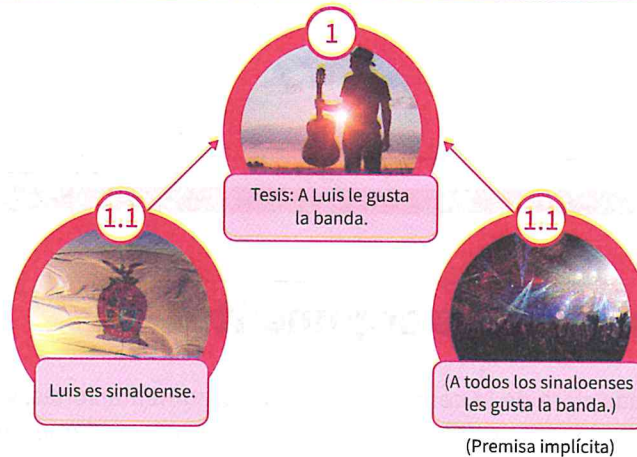 1
Tesis: A Luis le gusta
la banda.
1.1
Luis es sinaloense.
1.1
(A todos los sinaloenses
les gusta la banda.)
(Premisa implícita)